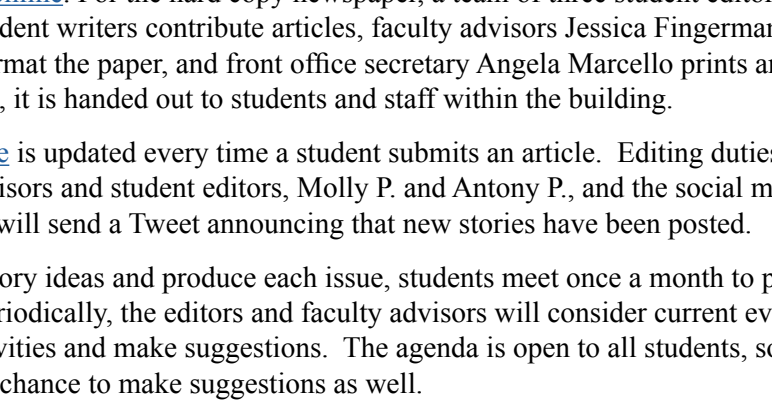 . For the hard copy newspaper, a team of three student editor
dent writers contribute articles, faculty advisors Jessica Fingerman
rmat the paper, and front office secretary Angela Marcello prints an
, it is handed out to students and staff within the building.
e is updated every time a student submits an article.  Editing duties
isors and student editors, Molly P. and Antony P., and the social m
will send a Tweet announcing that new stories have been posted.
ory ideas and produce each issue, students meet once a month to p
riodically, the editors and faculty advisors will consider current ev
vities and make suggestions.  The agenda is open to all students, so
chance to make suggestions as well.